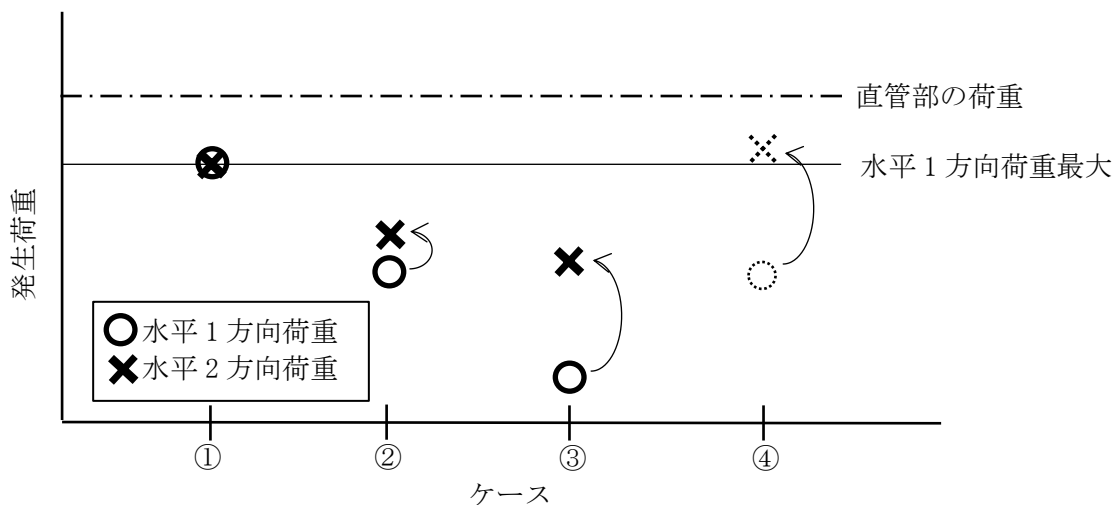 直管部の荷重
水平1方向荷重最大
発生荷重
水平1方向荷重
水平2方向荷重
① ② ③ ④
ケース